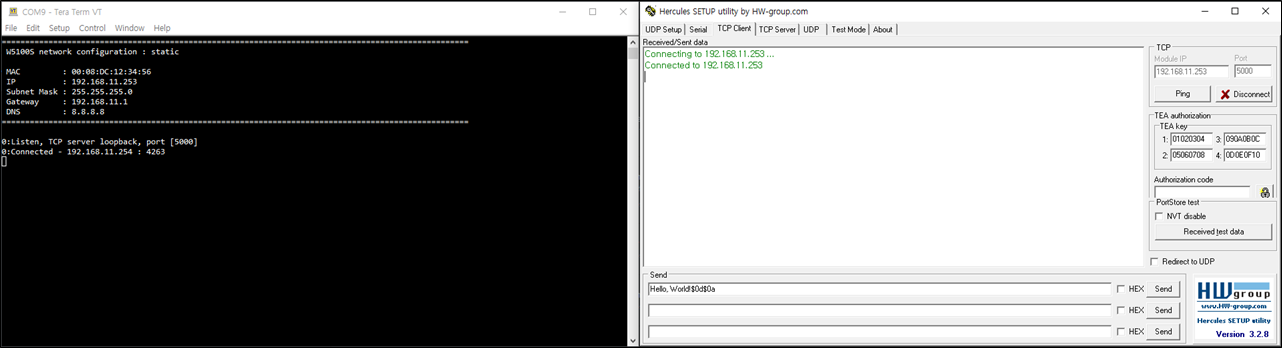 COM9 - Tera Term VT
File Edit Setup Control Window Help
======================================================================
W5100S network configuration : static
MAC : 00:08:DC:12:34:56
IP : 192.168.11.253
Subnet Mask : 255.255.255.0
Gateway : 192.168.11.1
DNS : 8.8.8.8
======================================================================
0:Listen, TCP server loopback, port [5000]
0:Connected - 192.168.11.254 : 4263
Hercules SETUP utility by HW-group.com
UDP Setup Serial TCP Client TCP Server UDP Test Mode About
Received/Sent data
Connecting to 192.168.11.253 ...
Connected to 192.168.11.253
TCP
Module IP Port
192.168.11.253 5000
Ping Disconnect
TEA authorization
TEA key
1: 01020304 3: 090A0B0C
2: 05060708 4: 0D0E0F10
Authorization code
PortStore test
NVT disable
Received test data
Redirect to UDP
Send
Hello, World!$0d$0a HEX Send
HEX Send
HEX Send
HWgroup
www.HW-group.com
Hercules SETUP utility
Version 3.2.8